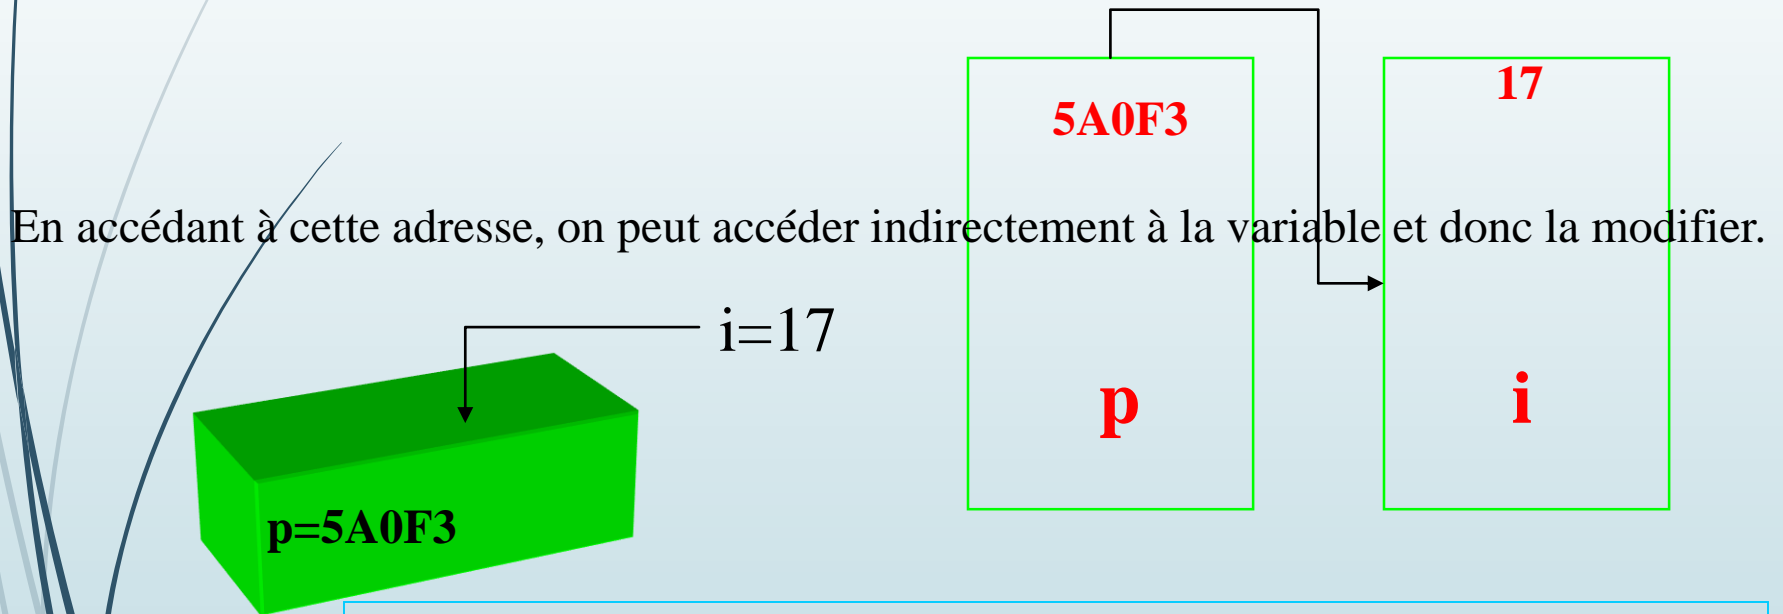 17
5A0F3
En accédant à cette adresse, on peut accéder indirectement à la variable et donc la modifier.
i=17
p
i
p=5A0F3